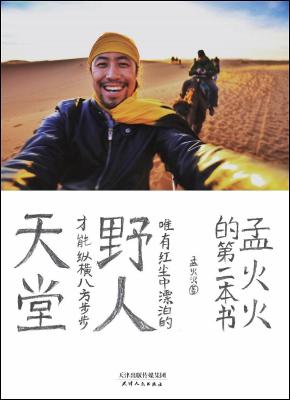 孟火火
的第二本书
孟火火
唯有红尘中漂泊的
野人
才能纵横八方步步
天堂
天津出版传媒集团
天津人民出版社